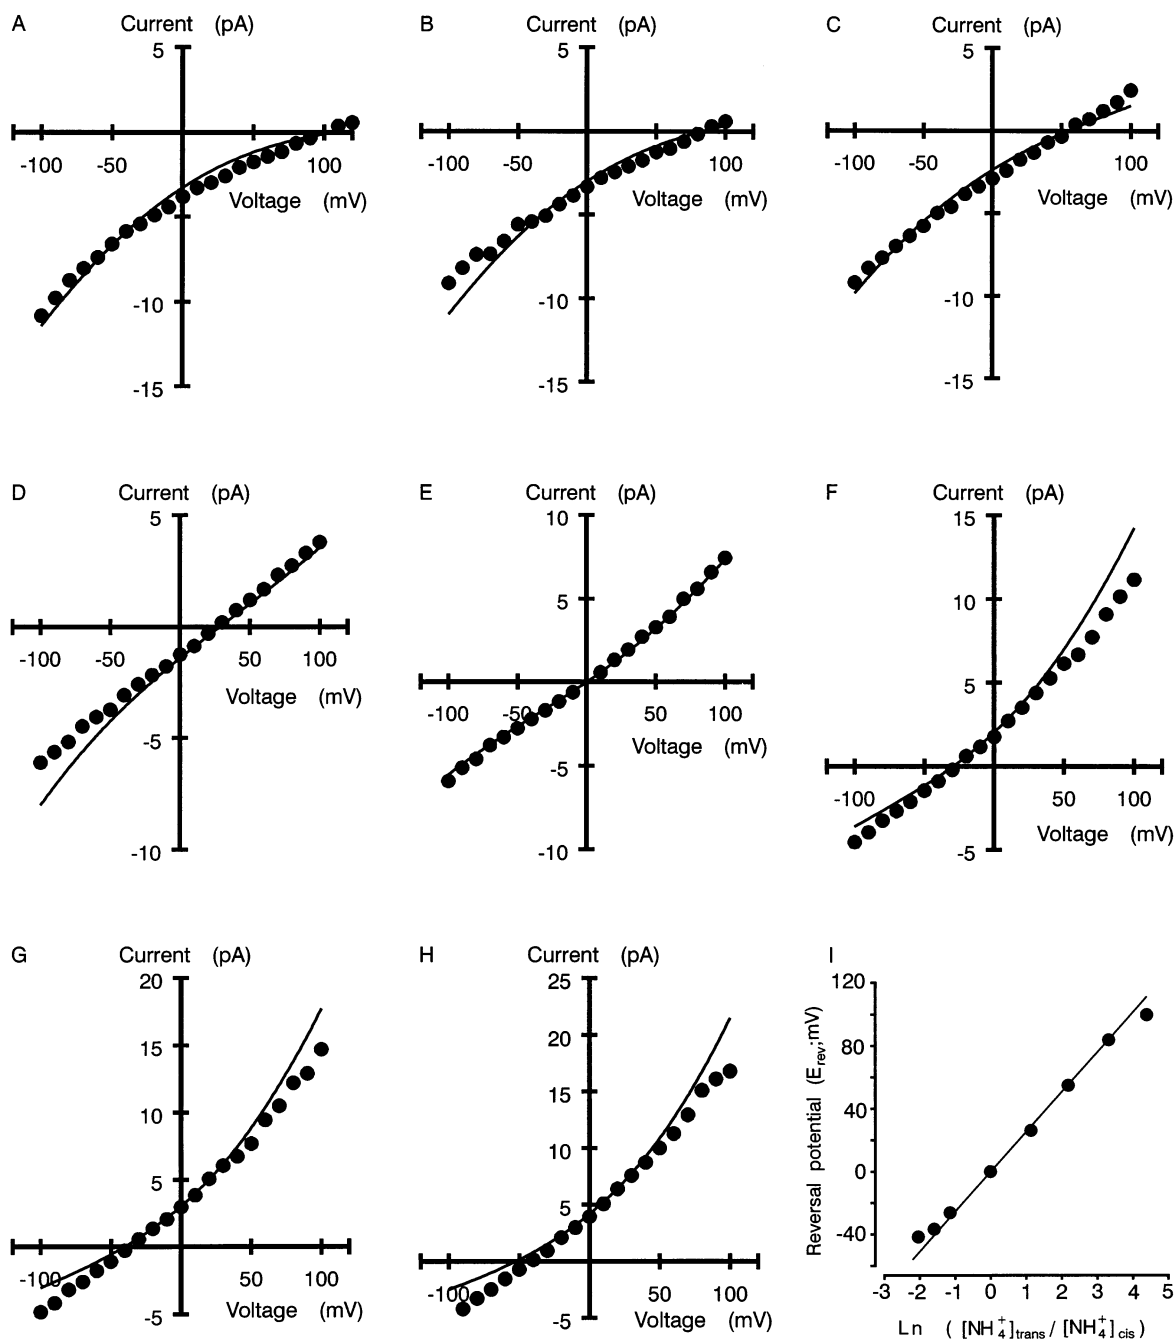 A
Current (pA)
5
-100
-50
100
Voltage (mV)
-10
-15
B
Current (pA)
5
-100
-50
50
100
Voltage (mV)
-10
-15
C
Current (pA)
5
-100
-50
100
Voltage (mV)
-10
-15
D
Current (pA)
5
-100
-50
50
100
Voltage (mV)
-5
-10
E
Current (pA)
10
5
-100
-50
50
100
Voltage (mV)
-5
-10
F
Current (pA)
15
10
5
-100
50
100
Voltage (mV)
-5
G
Current (pA)
20
15
10
5
-100
50
100
Voltage (mV)
-5
H
Current (pA)
25
20
15
10
5
-100
50
100
Voltage (mV)
-5
I
120
80
40
0
-40
Reversal potential (Erev;mV)
-3 -2 -1 0 1 2 3 4 5
Ln ([NH4+]trans / [NH4+]cis)